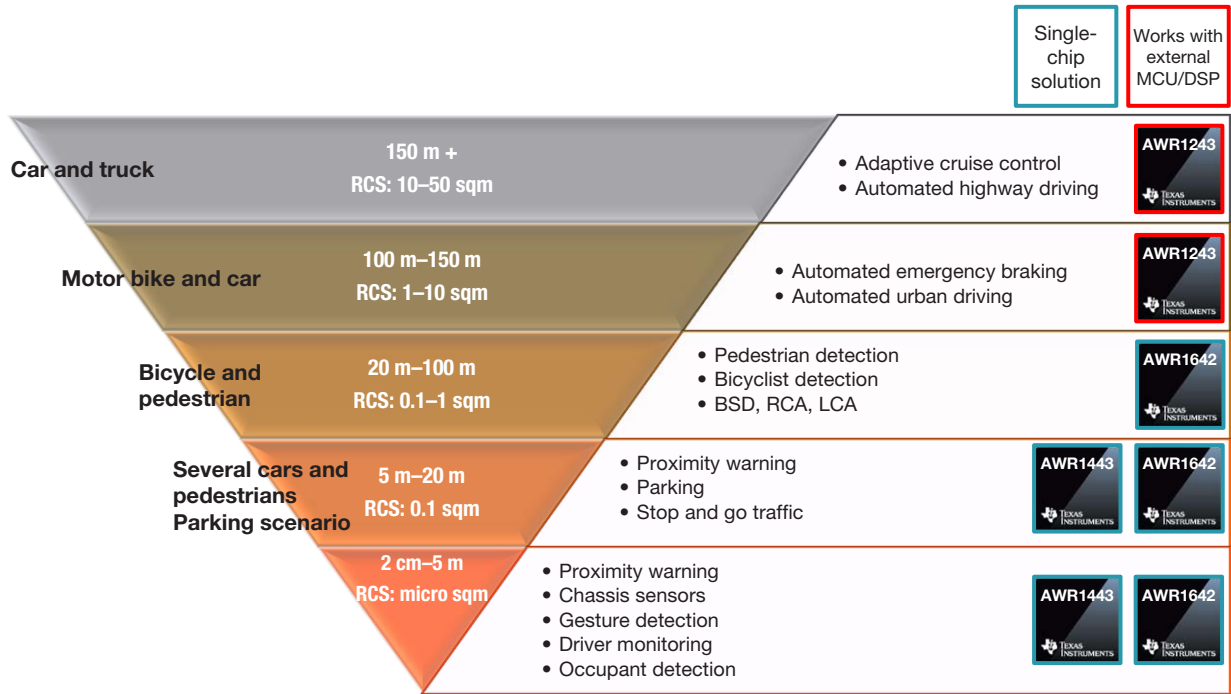 Single-
chip
solution
Works with
external
MCU/DSP
Car and truck
150 m +
RCS: 10–50 sqm
• Adaptive cruise control
• Automated highway driving
AWR1243
TEXAS
INSTRUMENTS
Motor bike and car
100 m–150 m
RCS: 1–10 sqm
• Automated emergency braking
• Automated urban driving
AWR1243
TEXAS
INSTRUMENTS
Bicycle and
pedestrian
20 m–100 m
RCS: 0.1–1 sqm
• Pedestrian detection
• Bicyclist detection
• BSD, RCA, LCA
AWR1642
TEXAS
INSTRUMENTS
Several cars and
pedestrians
Parking scenario
5 m–20 m
RCS: 0.1 sqm
• Proximity warning
• Parking
• Stop and go traffic
AWR1443
TEXAS
INSTRUMENTS
AWR1642
TEXAS
INSTRUMENTS
2 cm–5 m
RCS: micro sqm
• Proximity warning
• Chassis sensors
• Gesture detection
• Driver monitoring
• Occupant detection
AWR1443
TEXAS
INSTRUMENTS
AWR1642
TEXAS
INSTRUMENTS